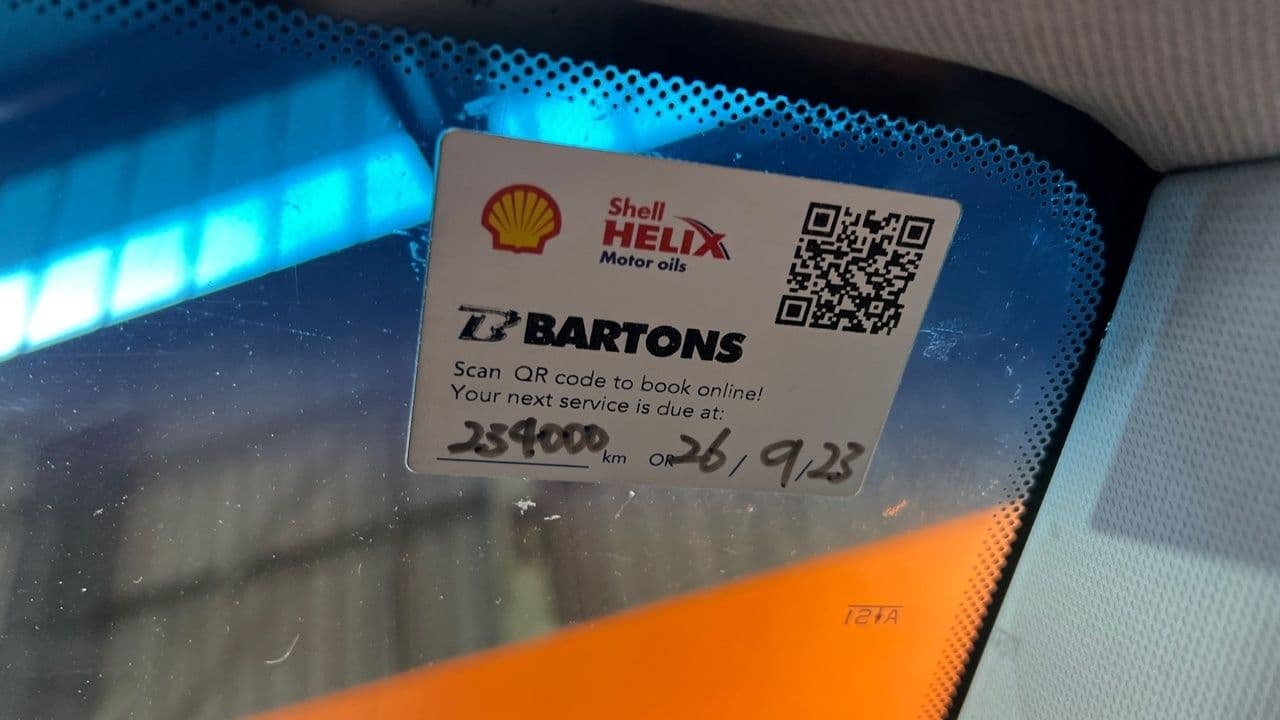 Shell
HELIX
Motor oils
B BARTONS
Scan QR code to book online!
Your next service is due at:
234000 km OR 26/9/23
AISI